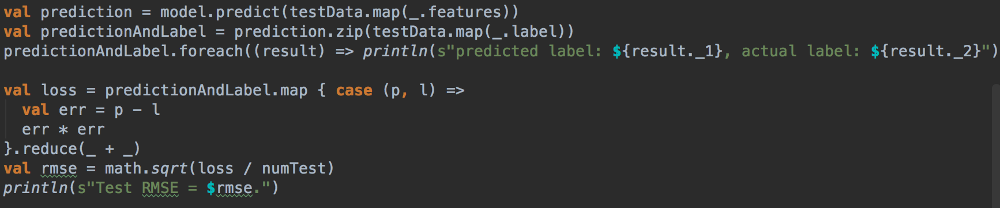 val prediction = model.predict(testData.map(_.features))
val predictionAndLabel = prediction.zip(testData.map(_.label))
predictionAndLabel.foreach((result) => println(s"predicted label: ${result._1}, actual label: ${result._2}")
val loss = predictionAndLabel.map { case (p, l) =>
  val err = p - l
  err * err
}.reduce(_ + _)
val rmse = math.sqrt(loss / numTest)
println(s"Test RMSE = $rmse.")